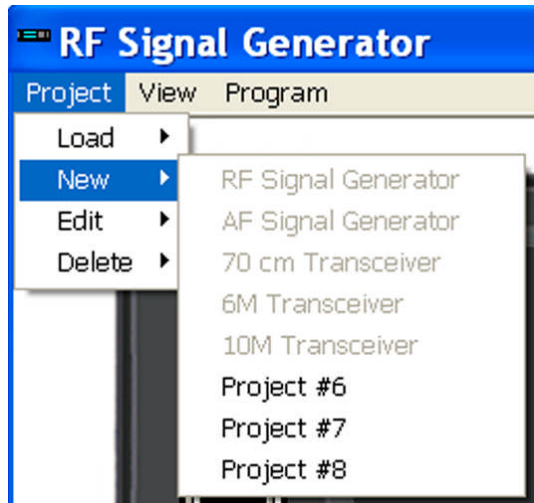 RF Signal Generator
Project View Program
Load
New
Edit
Delete
RF Signal Generator
AF Signal Generator
70 cm Transceiver
6M Transceiver
10M Transceiver
Project #6
Project #7
Project #8